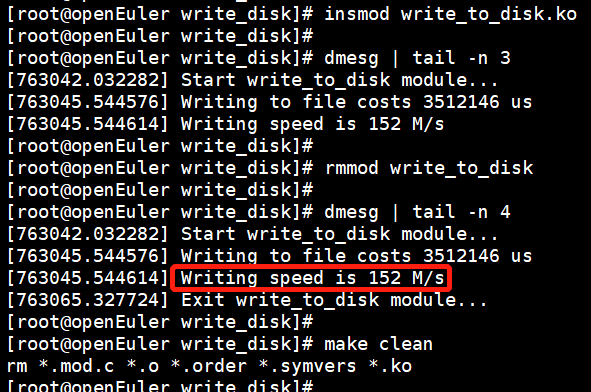 [root@openEuler write_disk]# insmod write_to_disk.ko
[root@openEuler write_disk]#
[root@openEuler write_disk]# dmesg | tail -n 3
[763042.032282] Start write_to_disk module...
[763045.544576] Writing to file costs 3512146 us
[763045.544614] Writing speed is 152 M/s
[root@openEuler write_disk]#
[root@openEuler write_disk]# rmmod write_to_disk
[root@openEuler write_disk]#
[root@openEuler write_disk]# dmesg | tail -n 4
[763042.032282] Start write_to_disk module...
[763045.544576] Writing to file costs 3512146 us
[763045.544614] Writing speed is 152 M/s
[763065.327724] Exit write_to_disk module...
[root@openEuler write_disk]#
[root@openEuler write_disk]# make clean
rm *.mod.c *.o *.order *.symvers *.ko
[root@openEuler write_disk]#